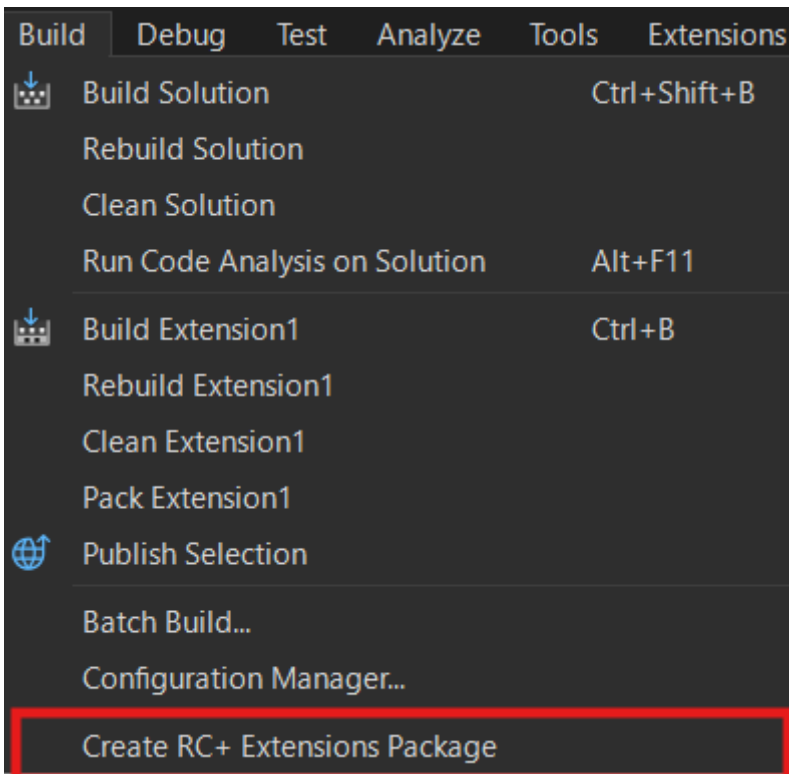 Build Debug Test Analyze Tools Extensions
Build Solution Ctrl+Shift+B
Rebuild Solution
Clean Solution
Run Code Analysis on Solution Alt+F11
Build Extension1 Ctrl+B
Rebuild Extension1
Clean Extension1
Pack Extension1
Publish Selection
Batch Build...
Configuration Manager...
Create RC+ Extensions Package